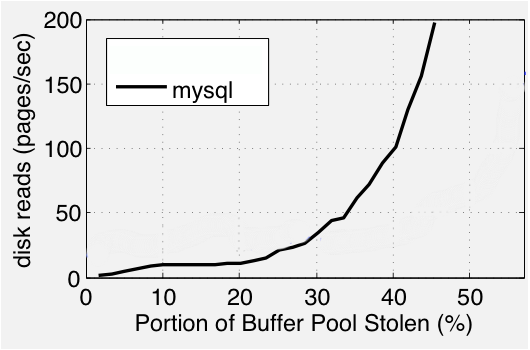 200
150
100
50
0
disk reads (pages/sec)
mysql
0 10 20 30 40 50
Portion of Buffer Pool Stolen (%)